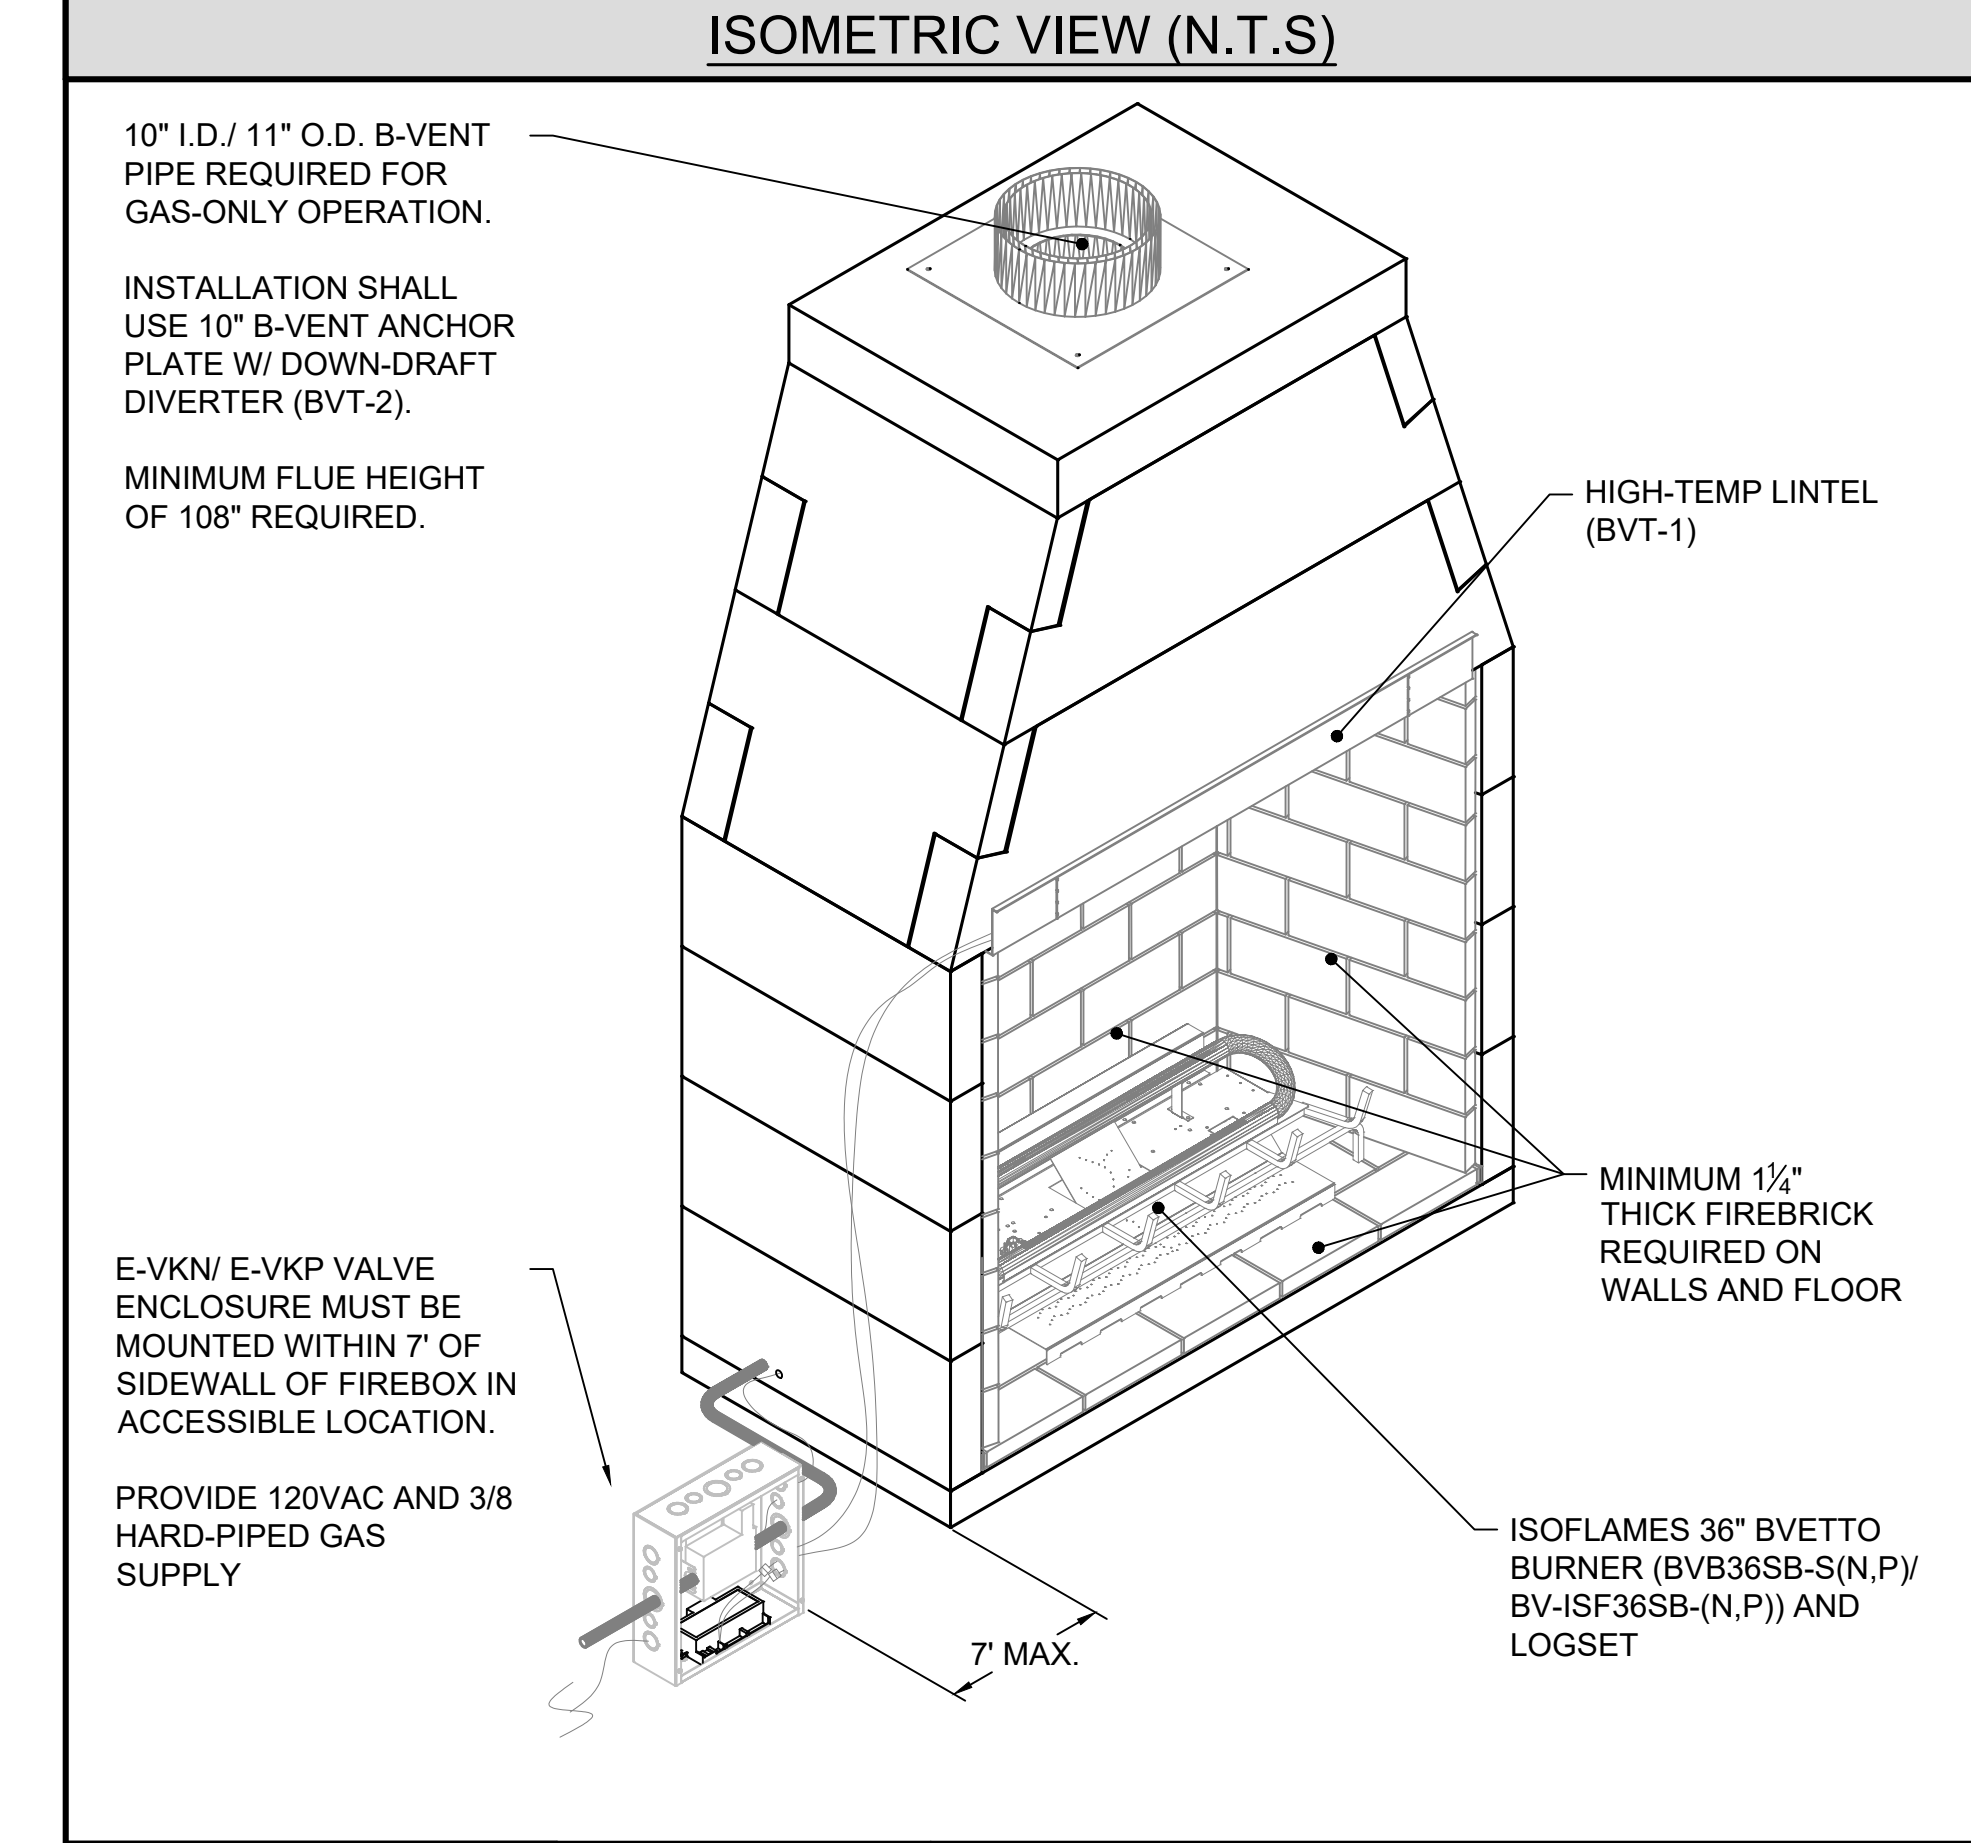 ISOMETRIC VIEW (N.T.S)
10" I.D./ 11" O.D. B-VENT
PIPE REQUIRED FOR
GAS-ONLY OPERATION.
INSTALLATION SHALL
USE 10" B-VENT ANCHOR
PLATE W/ DOWN-DRAFT
DIVERTER (BVT-2).
MINIMUM FLUE HEIGHT
OF 108" REQUIRED.
HIGH-TEMP LINTEL
(BVT-1)
MINIMUM 1¼"
THICK FIREBRICK
REQUIRED ON
WALLS AND FLOOR
E-VKN/ E-VKP VALVE
ENCLOSURE MUST BE
MOUNTED WITHIN 7' OF
SIDEWALL OF FIREBOX IN
ACCESSIBLE LOCATION.
PROVIDE 120VAC AND 3/8
HARD-PIPED GAS
SUPPLY
7' MAX.
ISOFLAMES 36" BVETTO
BURNER (BVB36SB-S(N,P)/
BV-ISF36SB-(N,P)) AND
LOGSET